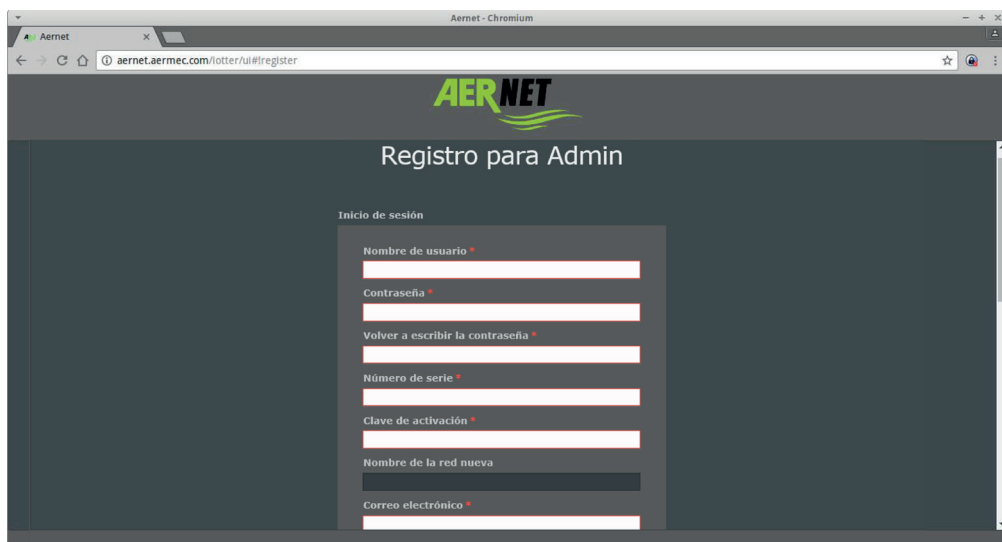 Aernet - Chromium
Aernet
aernet.aermec.com/lotter/ui#!register
AERNET
Registro para Admin
Inicio de sesión
Nombre de usuario *
Contraseña *
Volver a escribir la contraseña *
Número de serie *
Clave de activación *
Nombre de la red nueva
Correo electrónico *